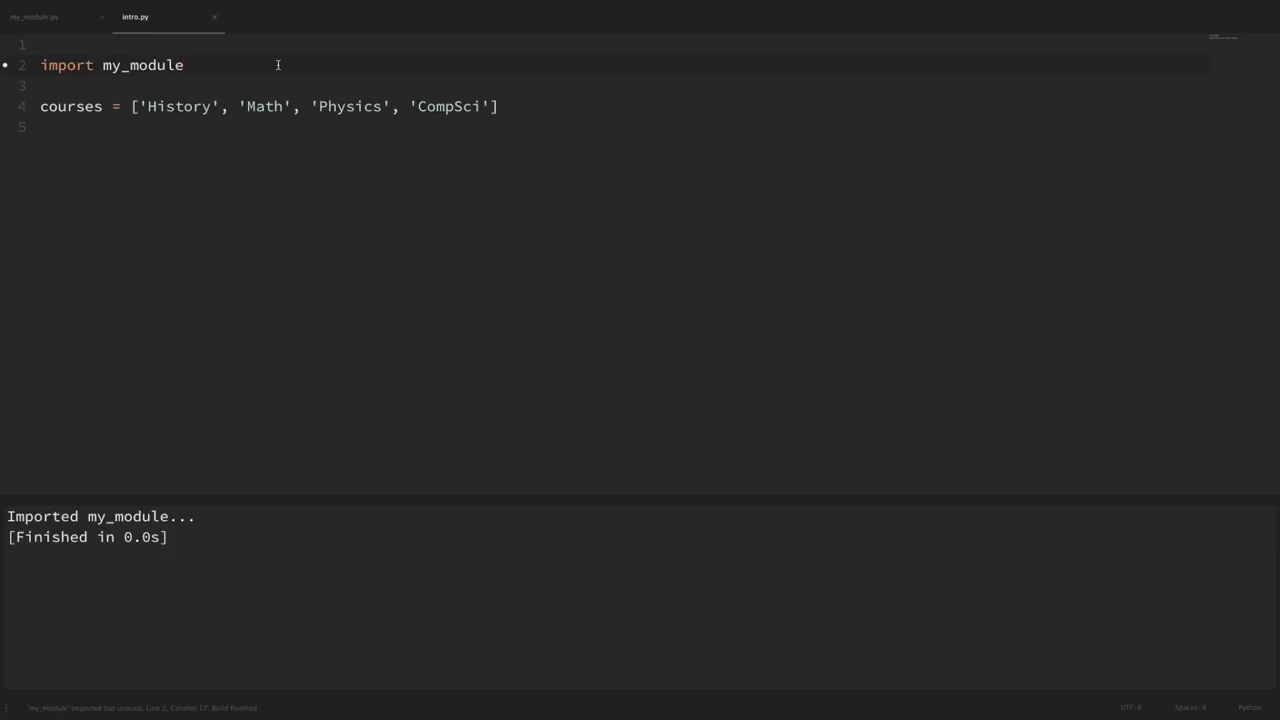 my_module.py × intro.py ×
1
2 import my_module
3
4 courses = ['History', 'Math', 'Physics', 'CompSci']
5
Imported my_module...
[Finished in 0.0s]
'my_module' imported but unused, Line 2, Column 17; Build finished UTF-8 Spaces: 4 Python